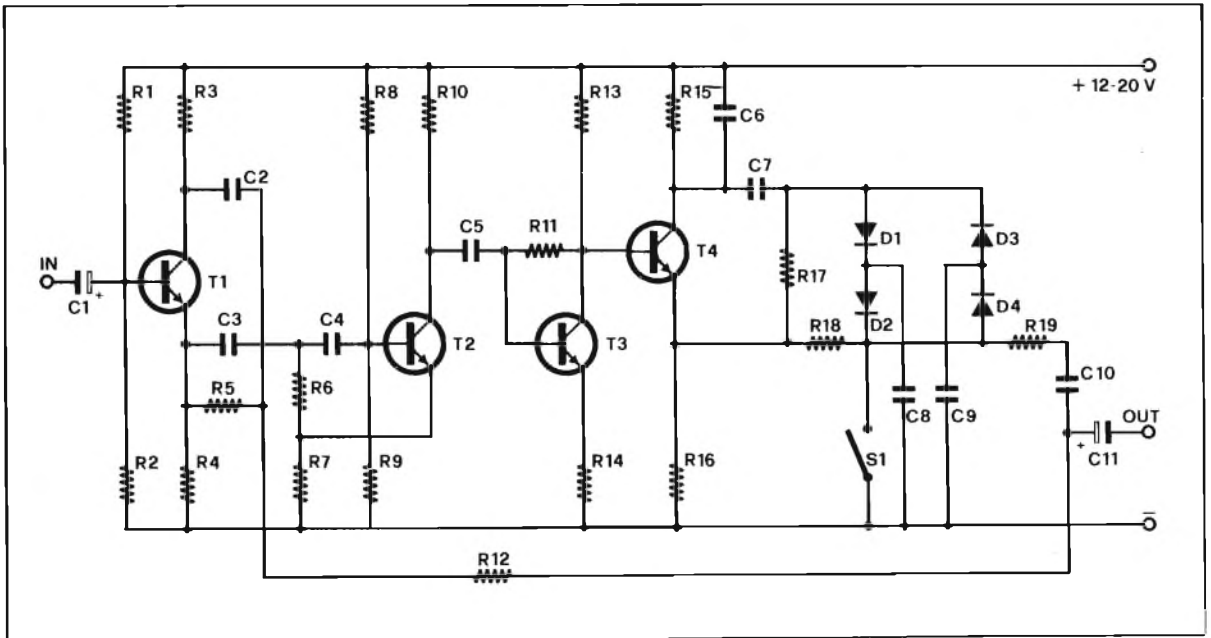 R1
R3
R8
R10
R13
R15
C6
+ 12-20 V
C2
C7
IN
C1
+
T1
C5
R11
T4
D1
D3
R17
C3
C4
T2
T3
R18
D2
D4
R19
R5
R6
C8
C9
C10
OUT
R2
R4
R7
R9
R14
R16
S1
+
C11
–
R12